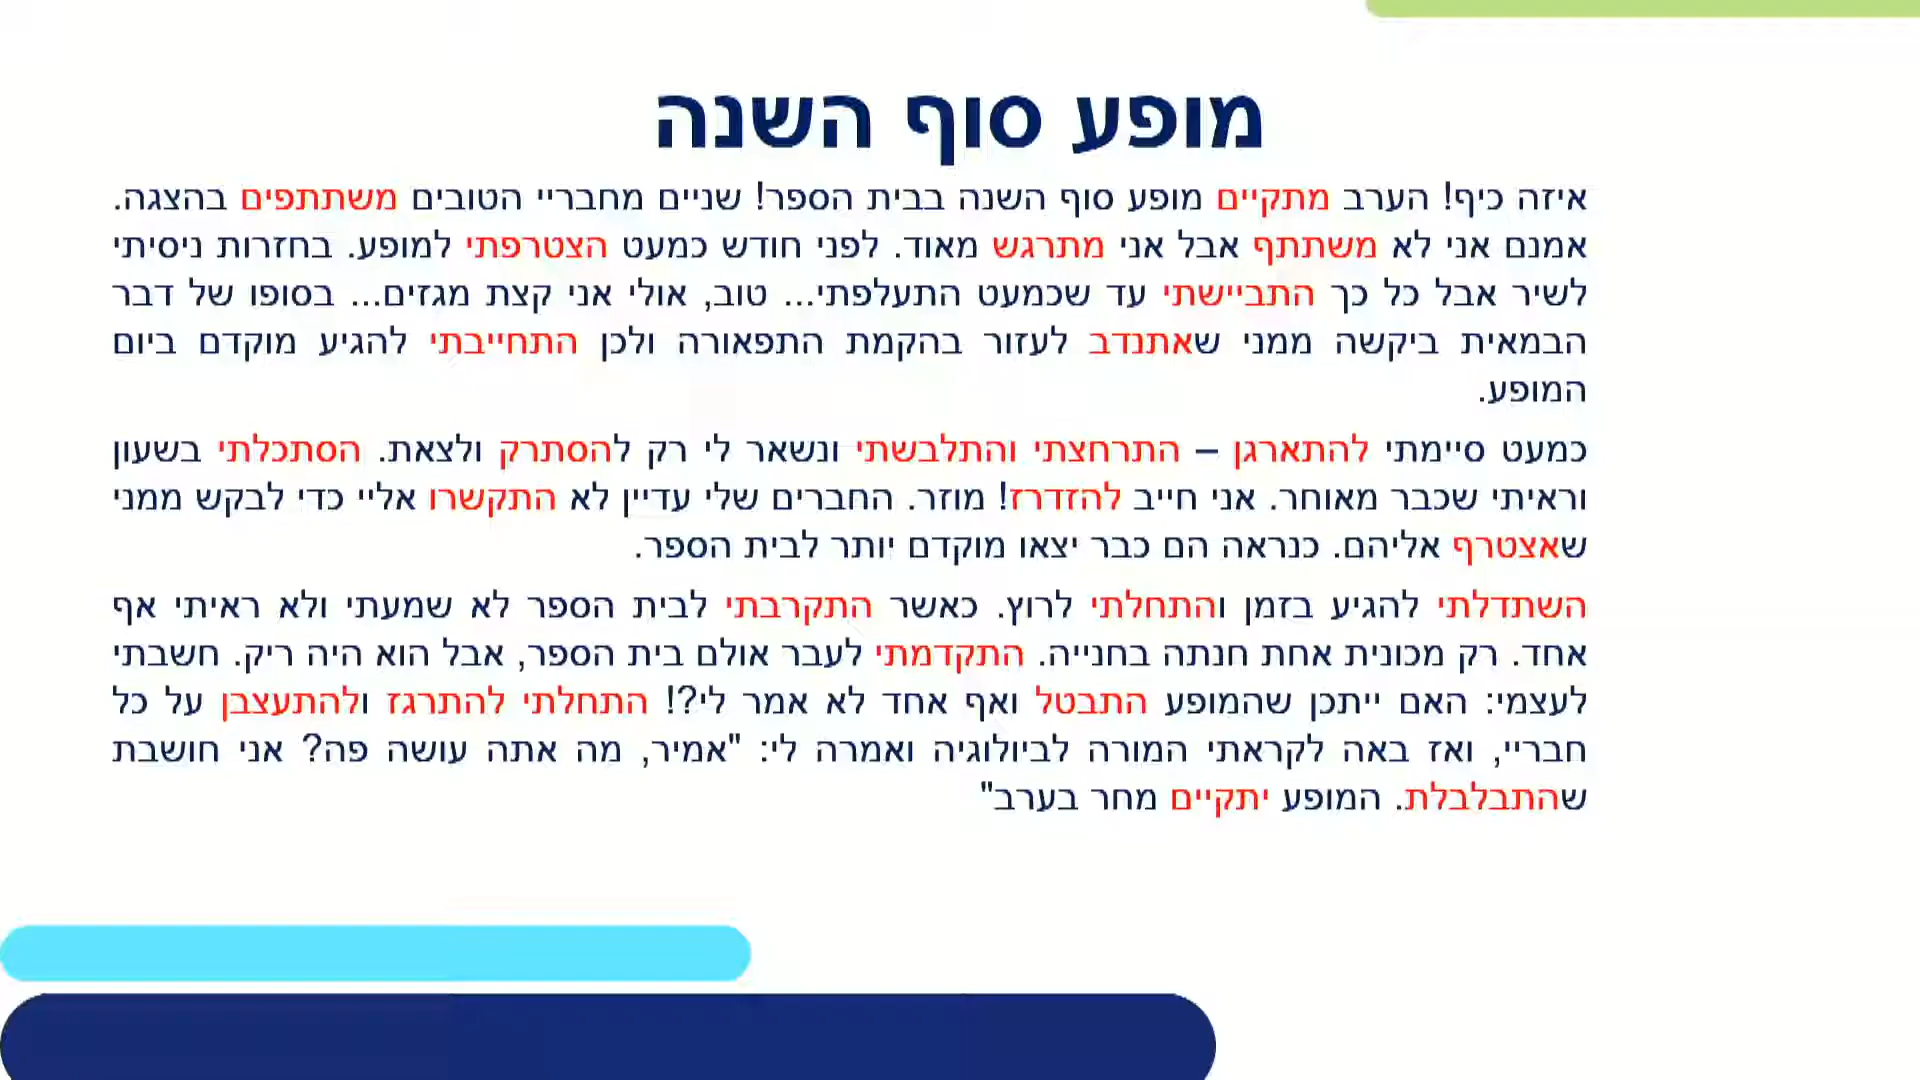 מופע סוף השנה
איזה כיף! הערב מתקיים מופע סוף השנה בבית הספר! שניים מחבריי הטובים משתתפים בהצגה.
אמנם אני לא משתתף אבל אני מתרגש מאוד. לפני חודש כמעט הצטרפתי למופע. בחזרות ניסיתי
לשיר אבל כל כך התביישתי עד שכמעט התעלפתי... טוב, אולי אני קצת מגזים... בסופו של דבר
הבמאית ביקשה ממני שאתנדב לעזור בהקמת התפאורה ולכן התחייבתי להגיע מוקדם ביום
המופע.
כמעט סיימתי להתארגן – התרחצתי והתלבשתי ונשאר לי רק להסתרק ולצאת. הסתכלתי בשעון
וראיתי שכבר מאוחר. אני חייב להזדרז! מוזר. החברים שלי עדיין לא התקשרו אליי כדי לבקש ממני
שאצטרף אליהם. כנראה הם כבר יצאו מוקדם יותר לבית הספר.
השתדלתי להגיע בזמן והתחלתי לרוץ. כאשר התקרבתי לבית הספר לא שמעתי ולא ראיתי אף
אחד. רק מכונית אחת חנתה בחנייה. התקדמתי לעבר אולם בית הספר, אבל הוא היה ריק. חשבתי
לעצמי: האם ייתכן שהמופע התבטל ואף אחד לא אמר לי?! התחלתי להתרגז ולהתעצבן על כל
חבריי, ואז באה לקראתי המורה לביולוגיה ואמרה לי: "אמיר, מה אתה עושה פה? אני חושבת
שהתבלבלת. המופע יתקיים מחר בערב"